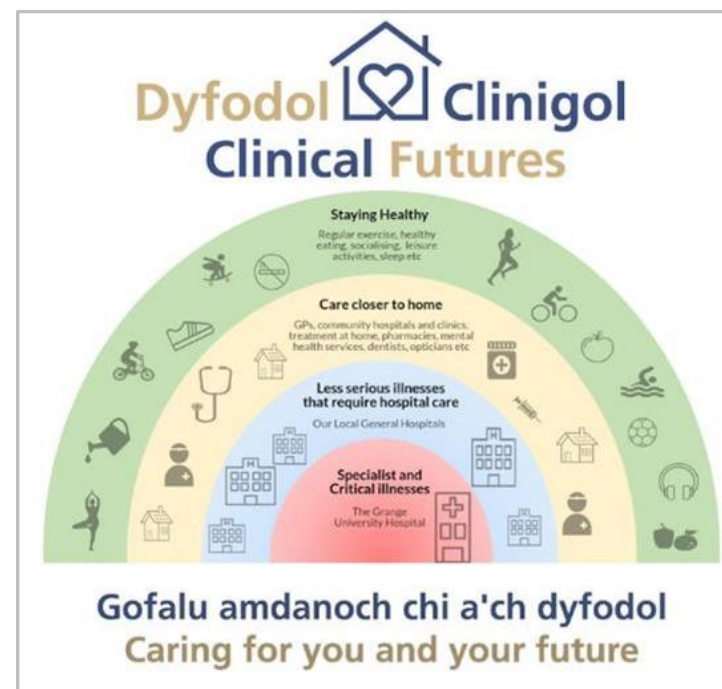 Dyfodol Clinigol
Clinical Futures
Staying Healthy
Regular exercise, healthy
eating, socialising, leisure
activities, sleep etc
Care closer to home
GPs, community hospitals and clinics,
treatment at home, pharmacies, mental
health services, dentists, opticians etc
Less serious illnesses
that require hospital care
Our Local General Hospitals
Specialist and
Critical illnesses
The Grange
University Hospital
Gofalu amdanoch chi a'ch dyfodol
Caring for you and your future